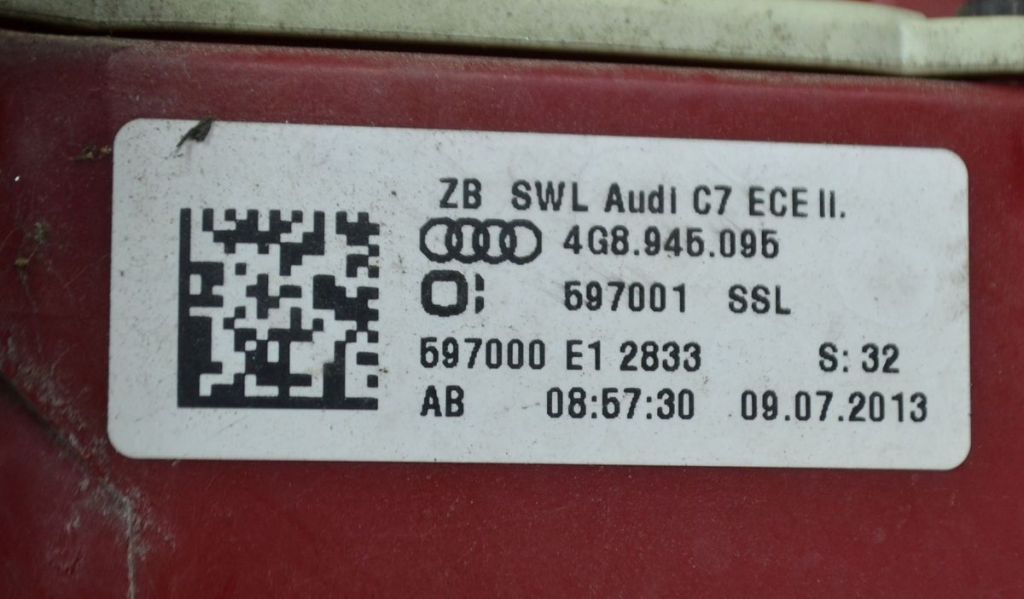 ZB SWL Audi C7 ECE li.
4G8.945.095
597001 SSL
597000 E1 2833 S: 32
AB 08:57:30 09.07.2013